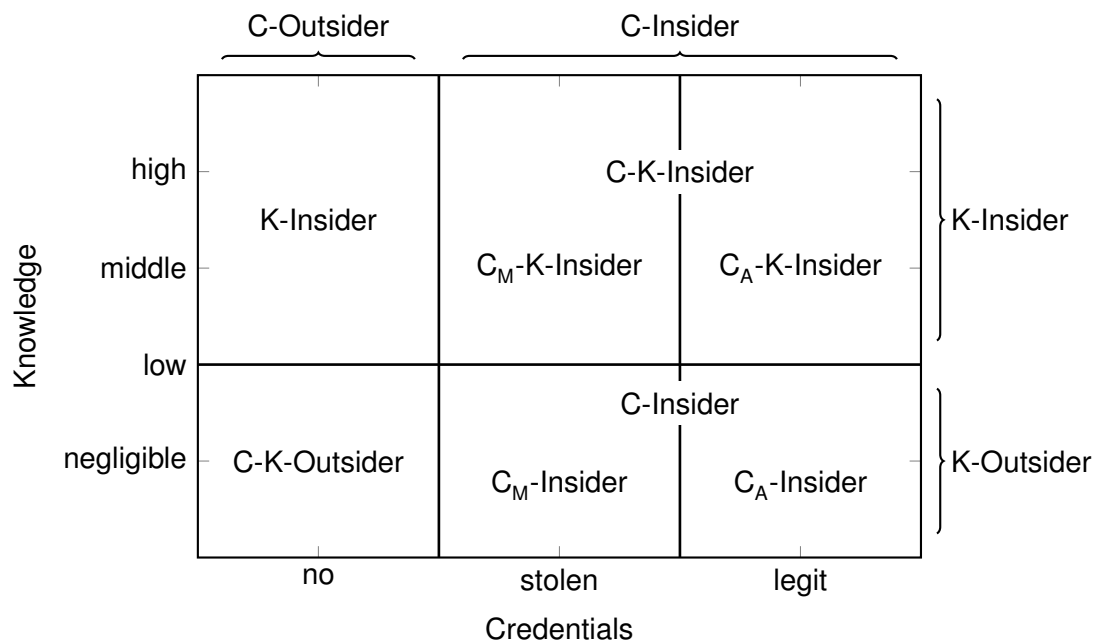 C-Outsider
C-Insider
high
C-K-Insider
K-Insider
K-Insider
middle
C_M-K-Insider
C_A-K-Insider
Knowledge
low
C-Insider
negligible
C-K-Outsider
K-Outsider
C_M-Insider
C_A-Insider
no
stolen
legit
Credentials